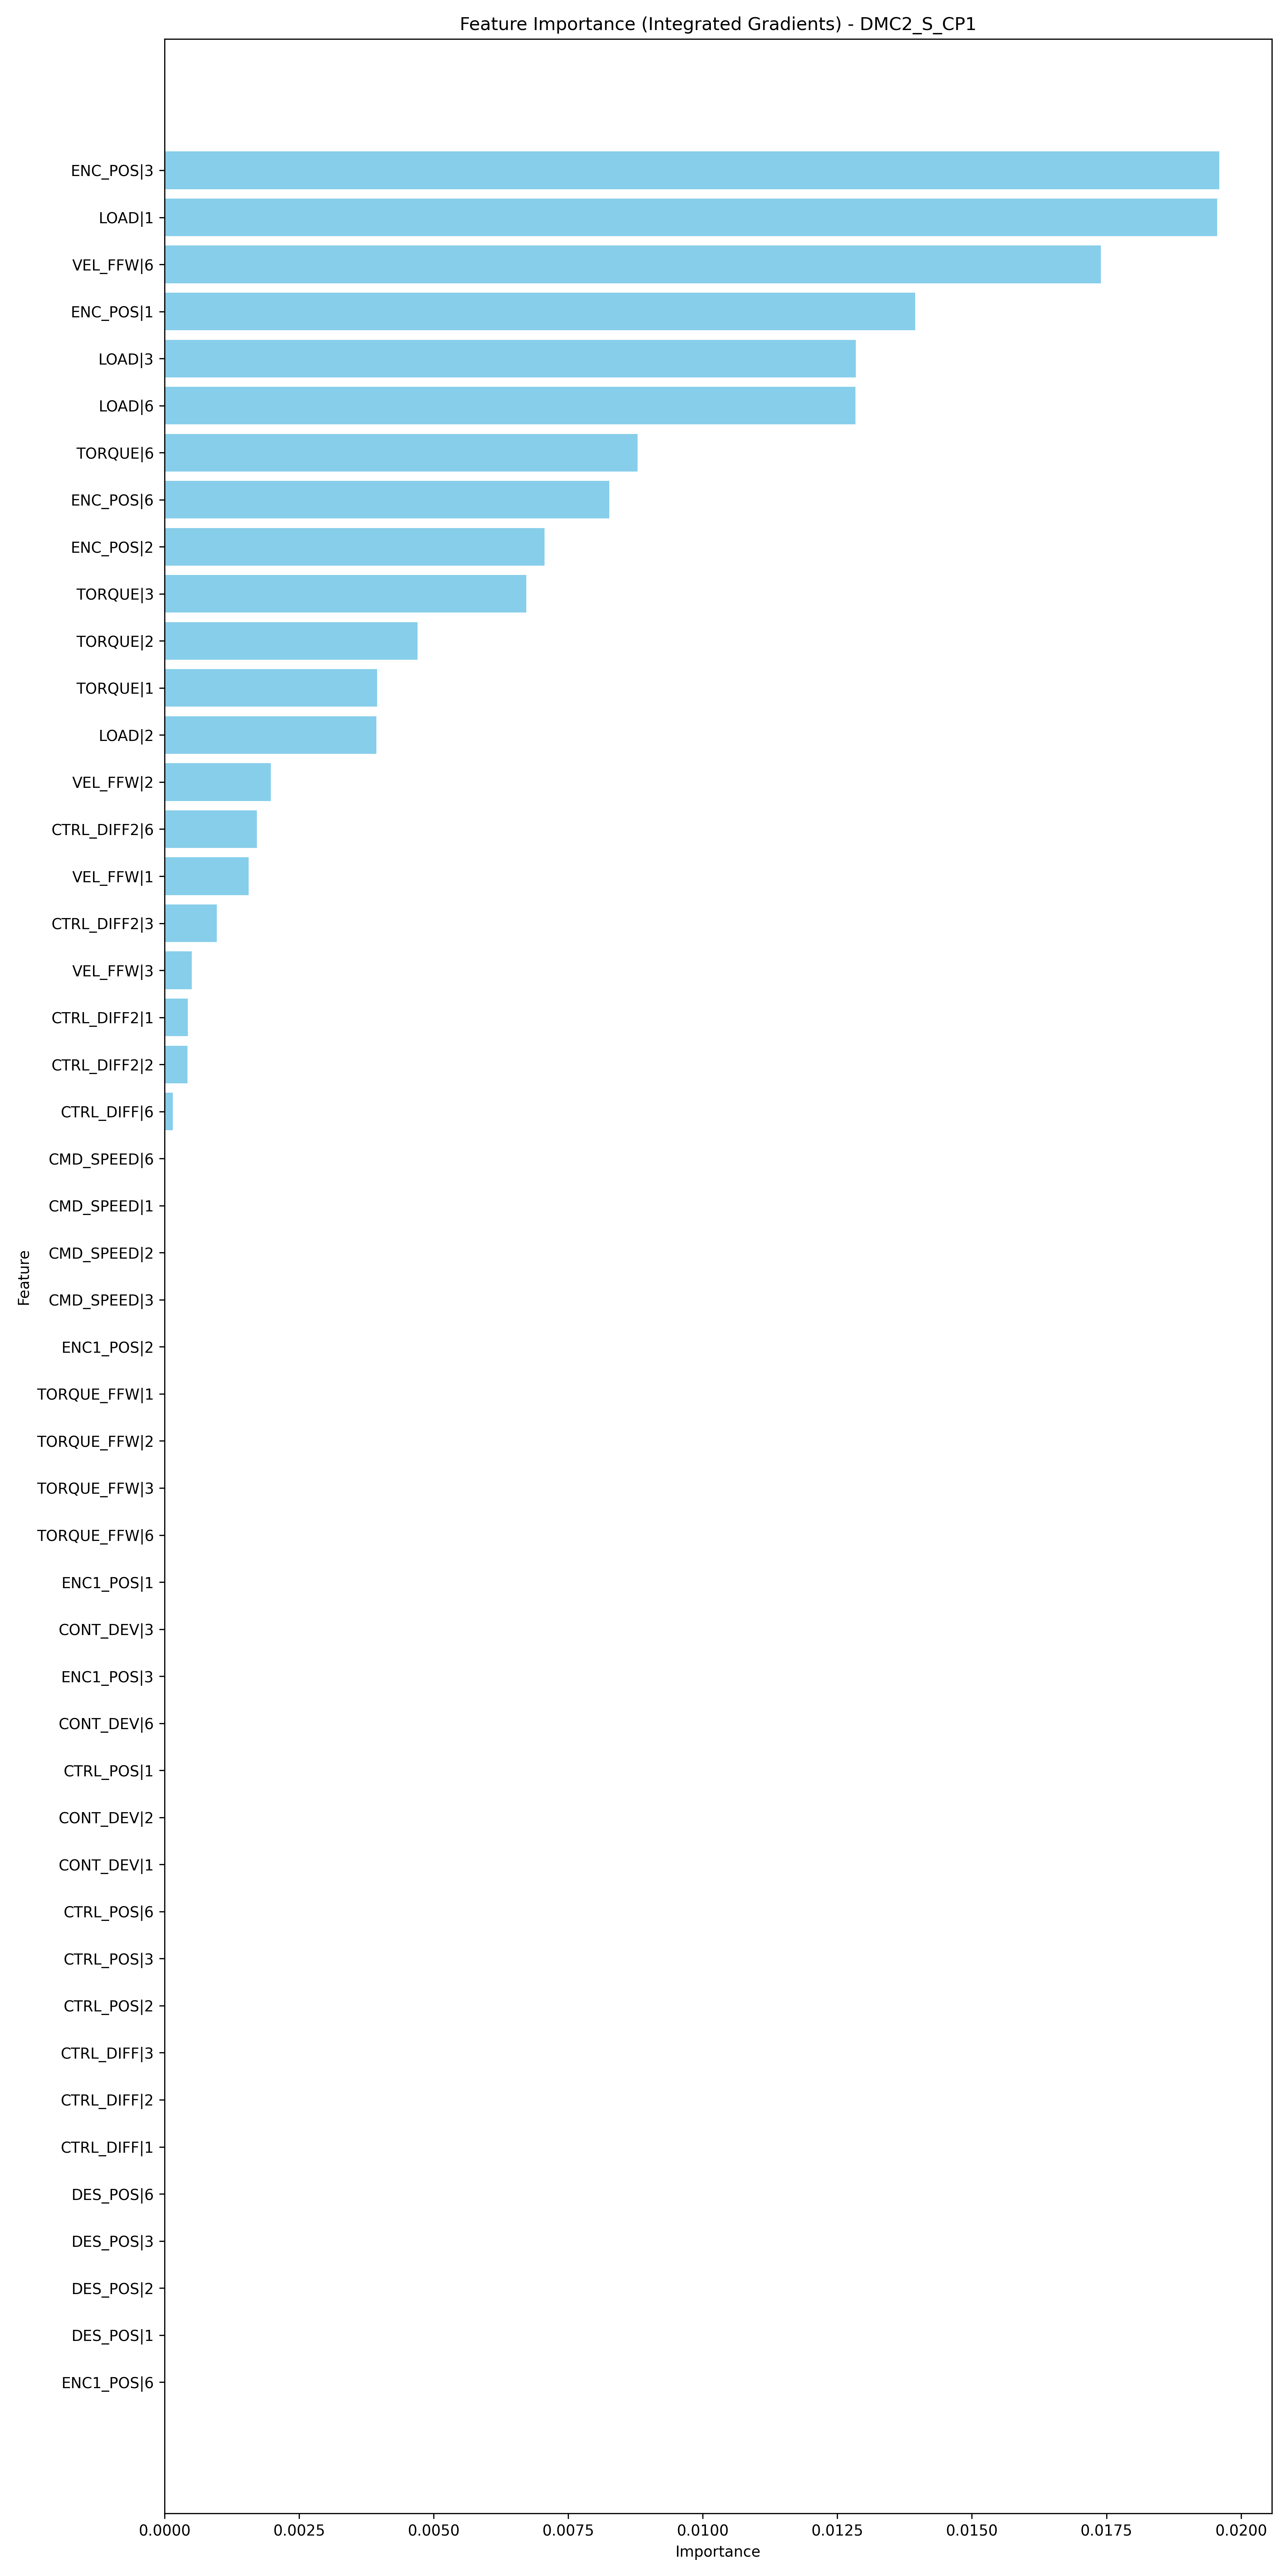 Feature Importance (Integrated Gradients) - DMC2_S_CP1
ENC_POS|3
LOAD|1
VEL_FFW|6
ENC_POS|1
LOAD|3
LOAD|6
TORQUE|6
ENC_POS|6
ENC_POS|2
TORQUE|3
TORQUE|2
TORQUE|1
LOAD|2
VEL_FFW|2
CTRL_DIFF2|6
VEL_FFW|1
CTRL_DIFF2|3
VEL_FFW|3
CTRL_DIFF2|1
CTRL_DIFF2|2
CTRL_DIFF|6
CMD_SPEED|6
CMD_SPEED|1
CMD_SPEED|2
CMD_SPEED|3
ENC1_POS|2
TORQUE_FFW|1
TORQUE_FFW|2
TORQUE_FFW|3
TORQUE_FFW|6
ENC1_POS|1
CONT_DEV|3
ENC1_POS|3
CONT_DEV|6
CTRL_POS|1
CONT_DEV|2
CONT_DEV|1
CTRL_POS|6
CTRL_POS|3
CTRL_POS|2
CTRL_DIFF|3
CTRL_DIFF|2
CTRL_DIFF|1
DES_POS|6
DES_POS|3
DES_POS|2
DES_POS|1
ENC1_POS|6
Feature
0.0000 0.0025 0.0050 0.0075 0.0100 0.0125 0.0150 0.0175 0.0200
Importance